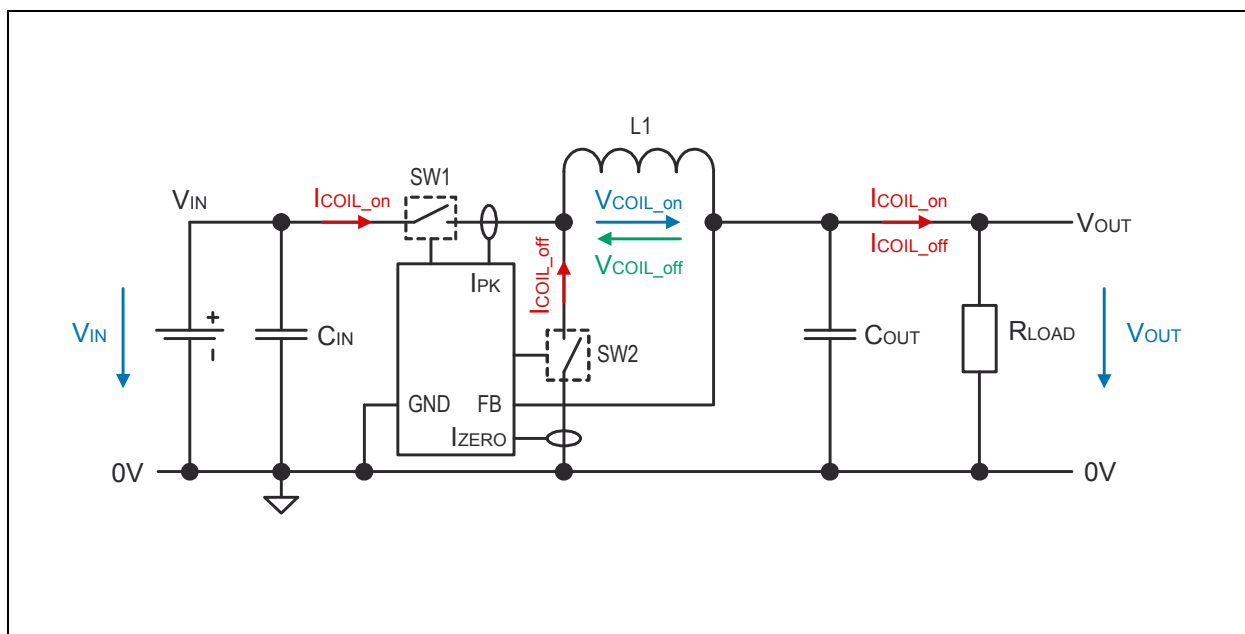 L1
SW1
VIN
ICOIL_on
VCOIL_on
ICOIL_on
VOUT
ICOIL_off
VCOIL_off
IPK
ICOIL_off
VIN
+
-
CIN
SW2
COUT
RLOAD
VOUT
GND
FB
IZERO
0V
0V